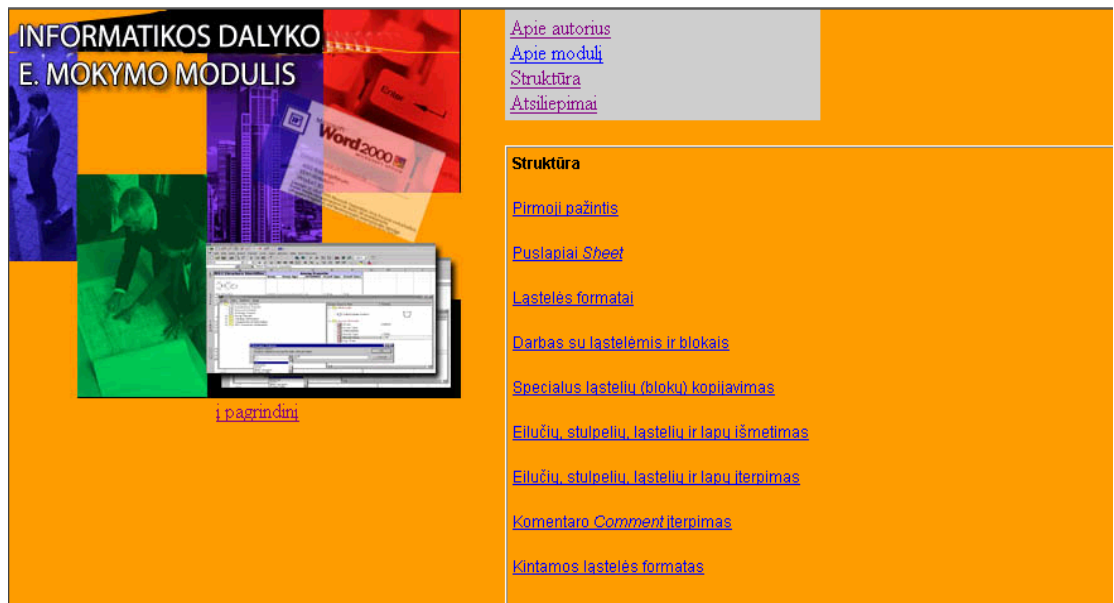 INFORMATIKOS DALYKO
E. MOKYMO MODULIS
Enter
Microsoft
Word 2000
į pagrindinį
Apie autorius
Apie modulį
Struktūra
Atsiliepimai
Struktūra
Pirmoji pažintis
Puslapiai Sheet
Ląstelės formatai
Darbas su ląstelėmis ir blokais
Specialus ląstelių (blokų) kopijavimas
Eilučių, stulpelių, ląstelių ir lapų išmetimas
Eilučių, stulpelių, ląstelių ir lapų įterpimas
Komentaro Comment įterpimas
Kintamos ląstelės formatas